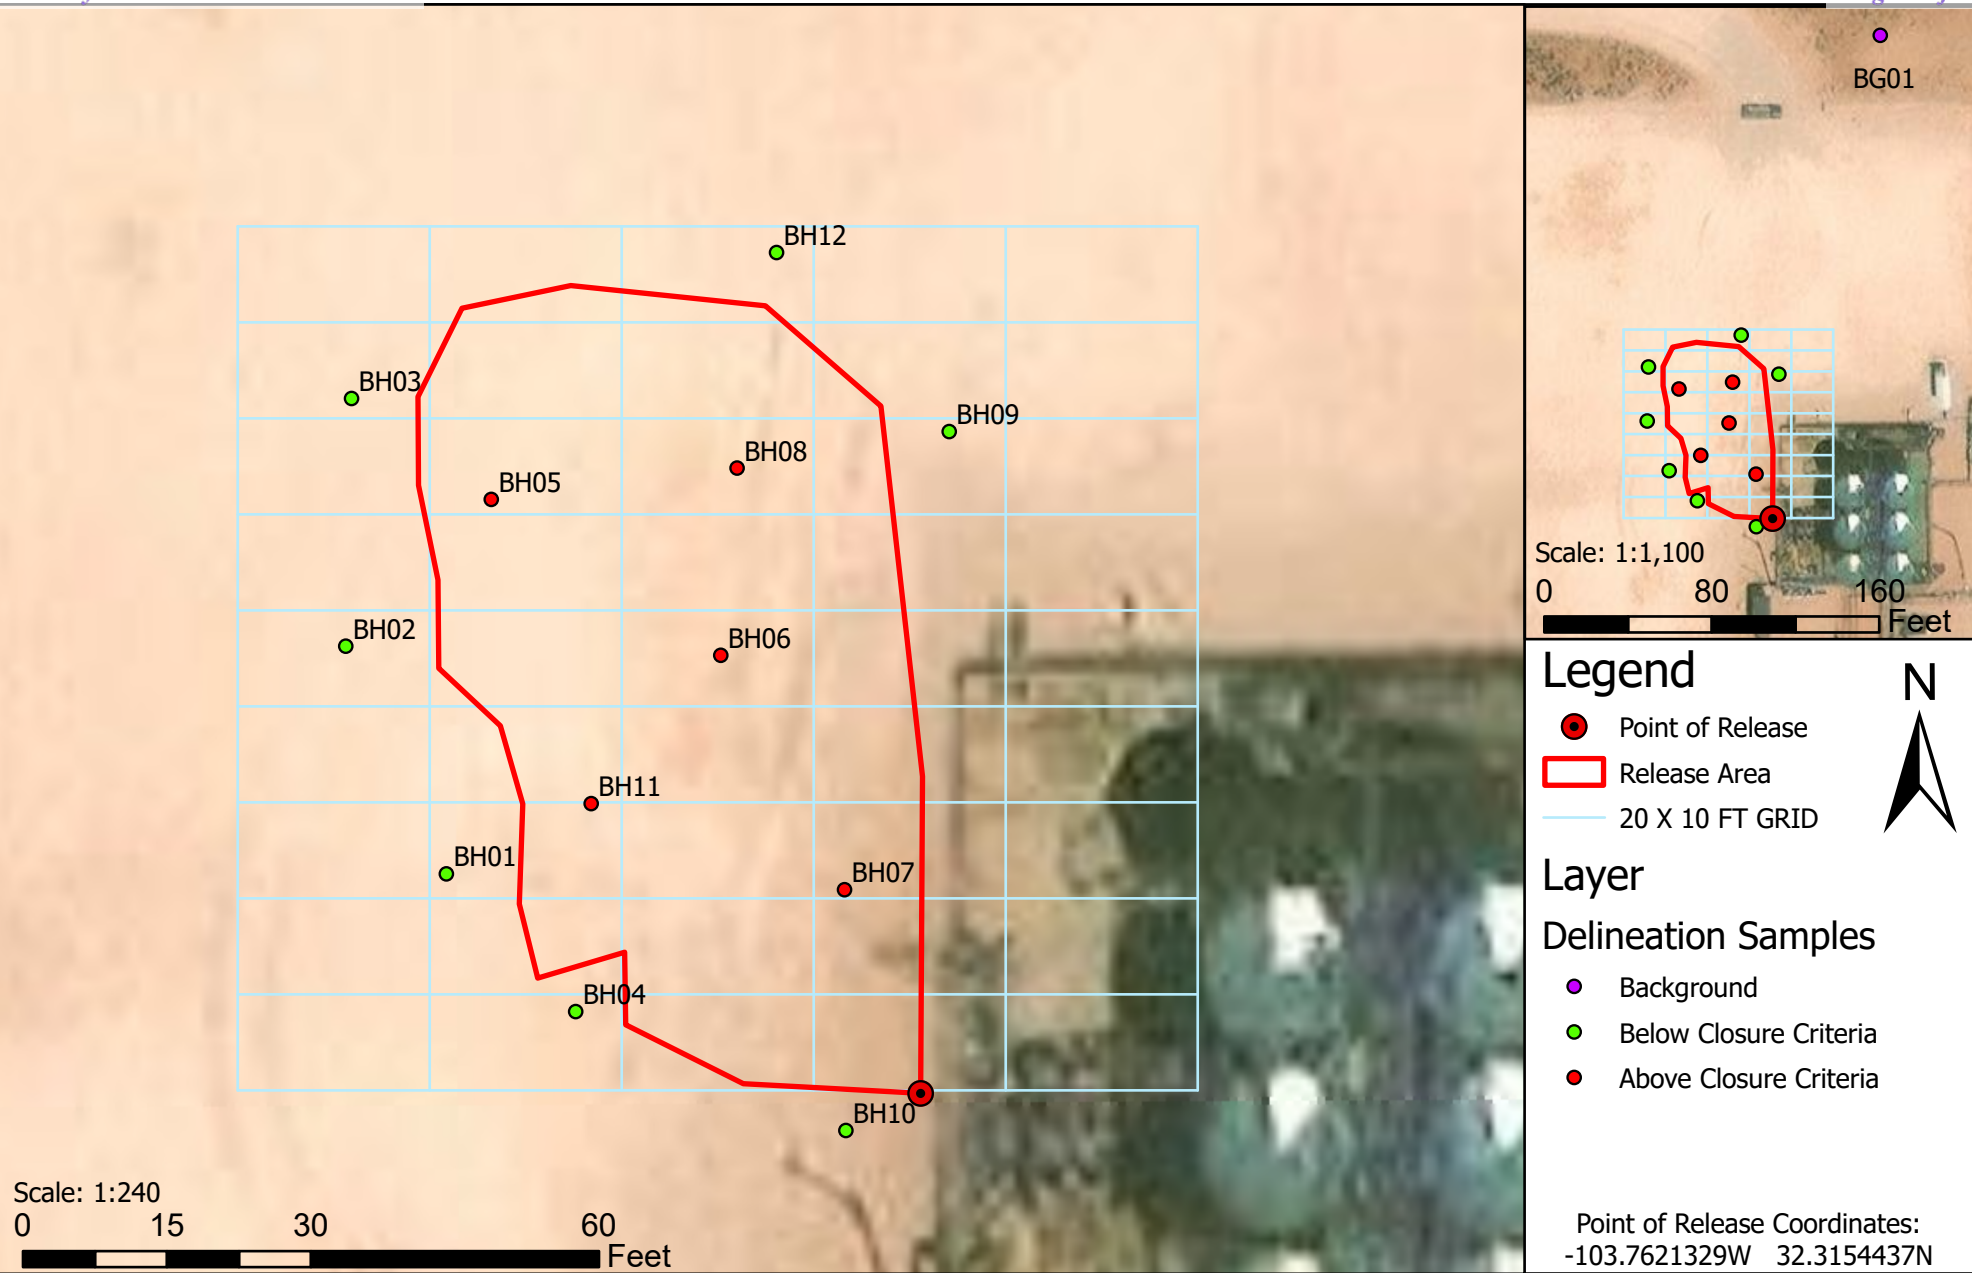 BH12
BH03
BH09
BH08
BH05
BH02
BH06
BH11
BH01
BH07
BH04
BH10
Scale: 1:240
0 15 30 60
Feet
BG01
Scale: 1:1,100
0 80 160
Feet
Legend
N
Point of Release
Release Area
20 X 10 FT GRID
Layer
Delineation Samples
Background
Below Closure Criteria
Above Closure Criteria
Point of Release Coordinates:
-103.7621329W 32.3154437N